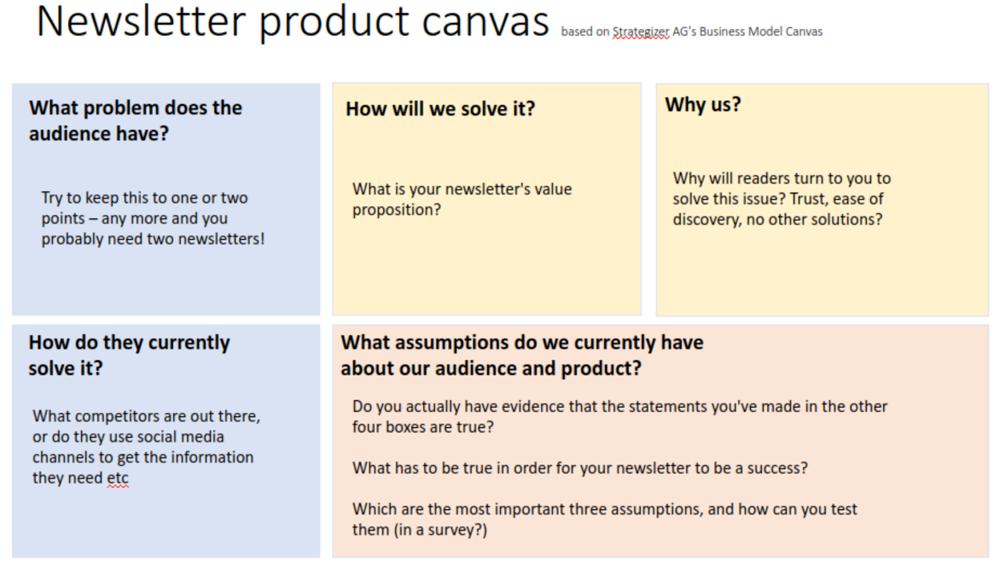 Newsletter product canvas based on Strategizer AG's Business Model Canvas
What problem does the
audience have?
Try to keep this to one or two
points – any more and you
probably need two newsletters!
How will we solve it?
What is your newsletter's value
proposition?
Why us?
Why will readers turn to you to
solve this issue? Trust, ease of
discovery, no other solutions?
How do they currently
solve it?
What competitors are out there,
or do they use social media
channels to get the information
they need etc
What assumptions do we currently have
about our audience and product?
Do you actually have evidence that the statements you've made in the other
four boxes are true?
What has to be true in order for your newsletter to be a success?
Which are the most important three assumptions, and how can you test
them (in a survey?)